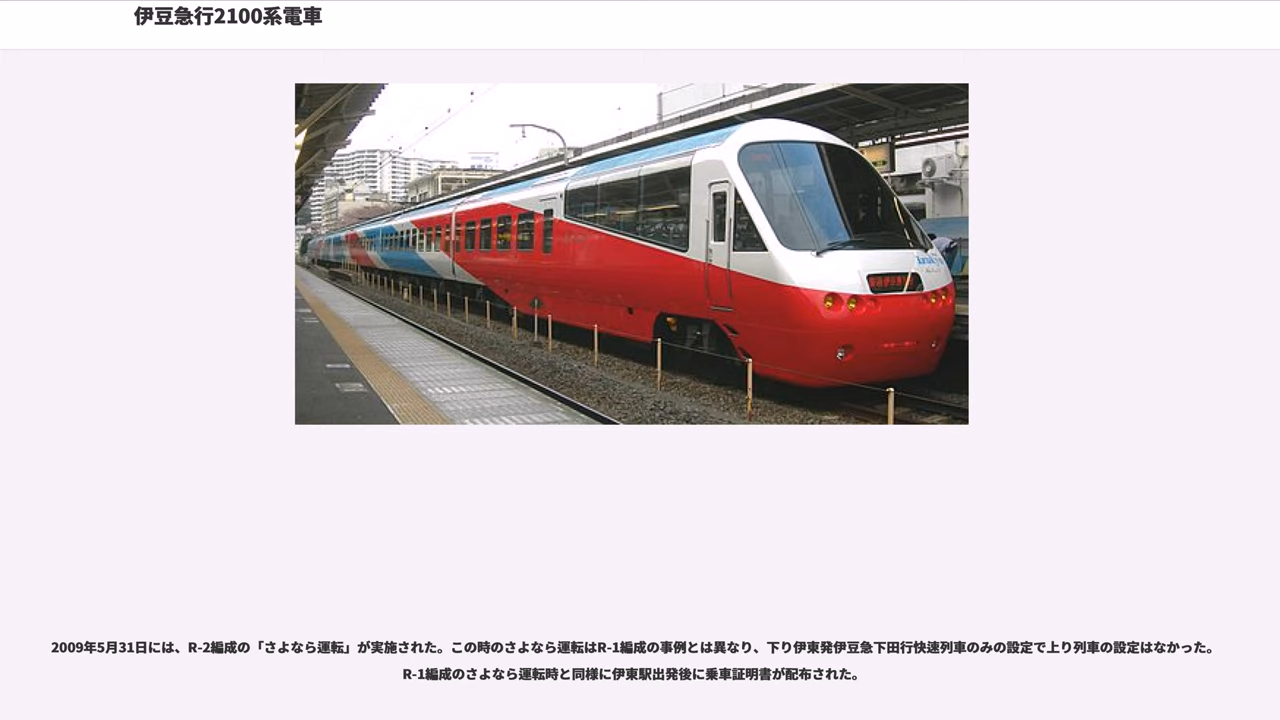 伊豆急行2100系電車
2009年5月31日には、R-2編成の「さよなら運転」が実施された。この時のさよなら運転はR-1編成の事例とは異なり、下り伊東発伊豆急下田行快速列車のみの設定で上り列車の設定はなかった。
R-1編成のさよなら運転時と同様に伊東駅出発後に乗車証明書が配布された。